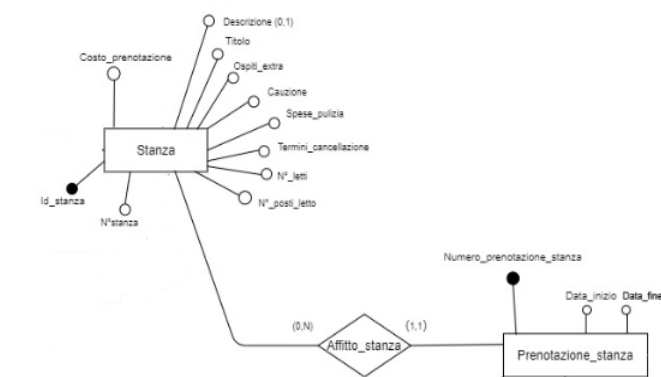 Descrizione (0,1)
Titolo
Costo_prenotazione
Ospiti_extra
Cauzione
Spese_pulizia
Stanza
Termini_cancellazione
N°_letti
Id_stanza
N°_posti_letto
N°stanza
Numero_prenotazione_stanza
Data_inizio Data_fine
(0,N) (1,1)
Affitto_stanza
Prenotazione_stanza